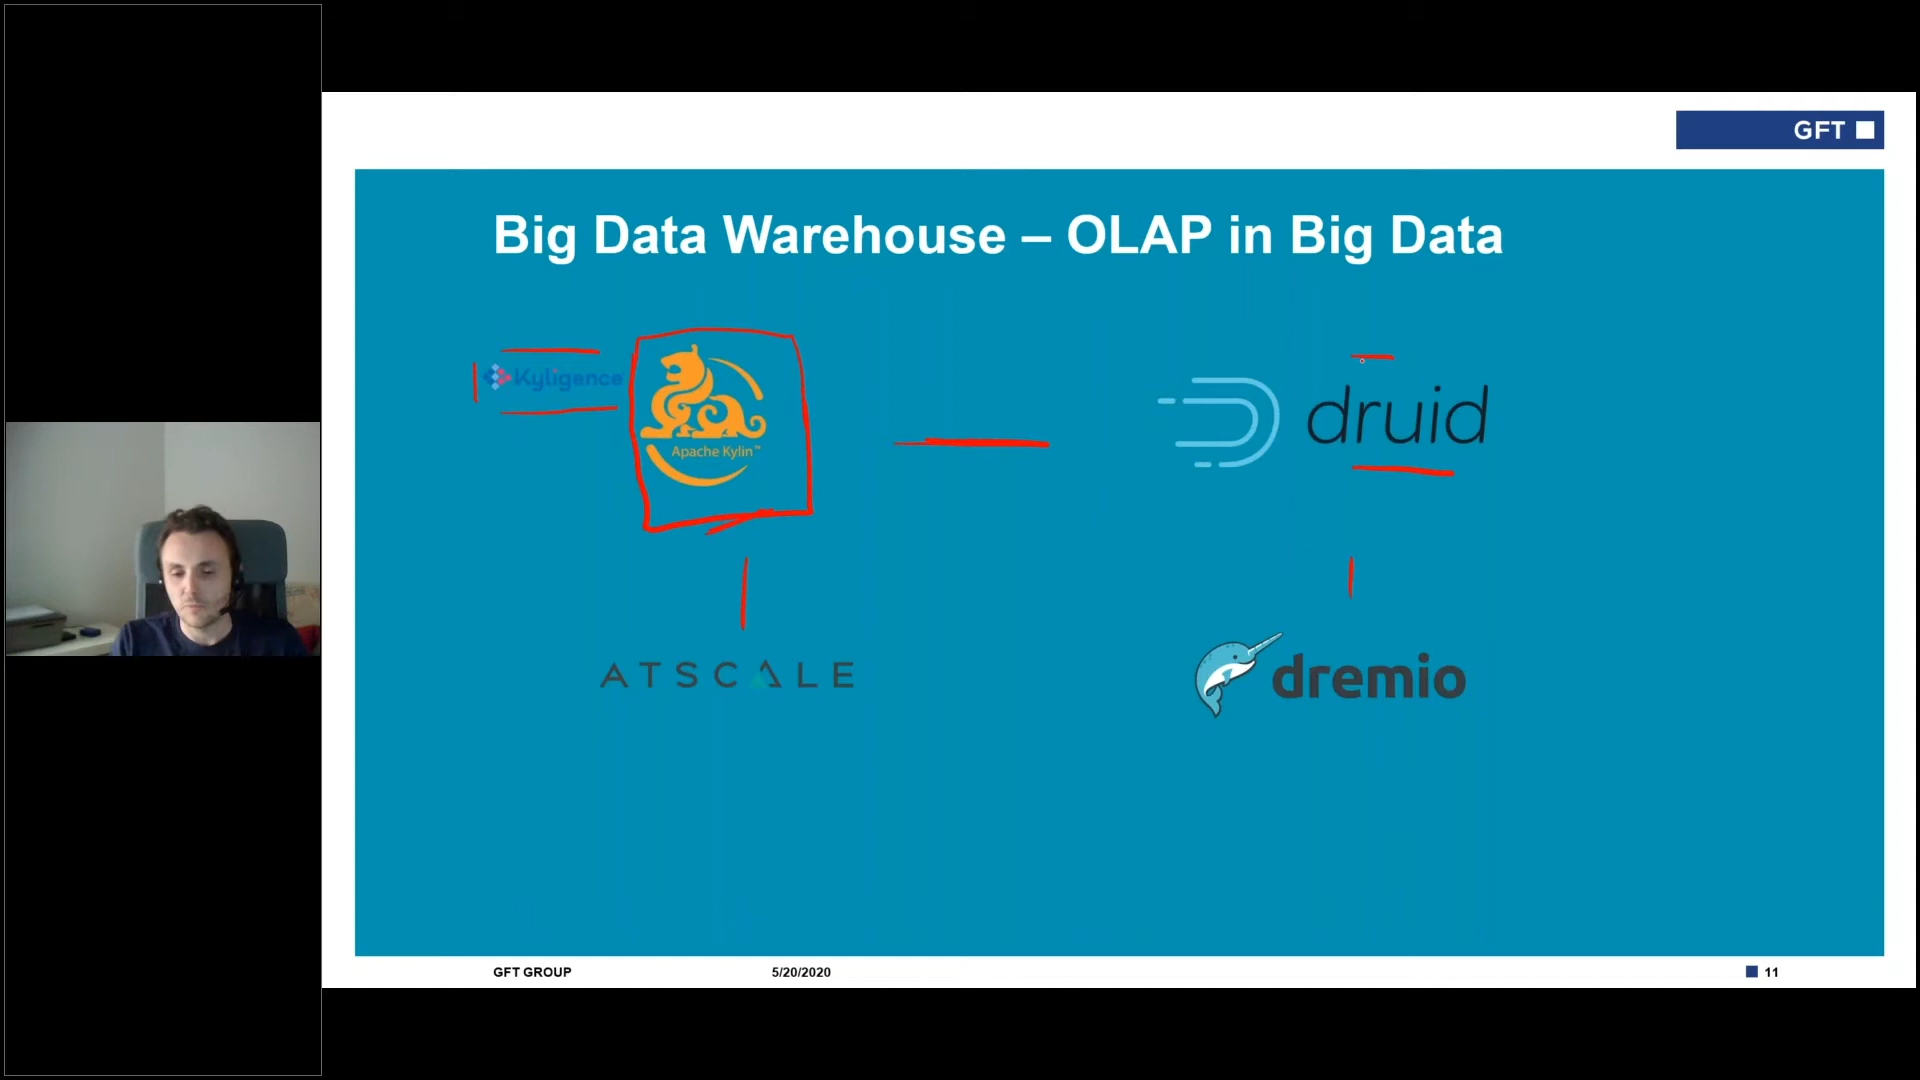 GFT
Big Data Warehouse – OLAP in Big Data
Kyligence
Apache Kylin™
druid
ATSCALE
dremio
GFT GROUP
5/20/2020
11